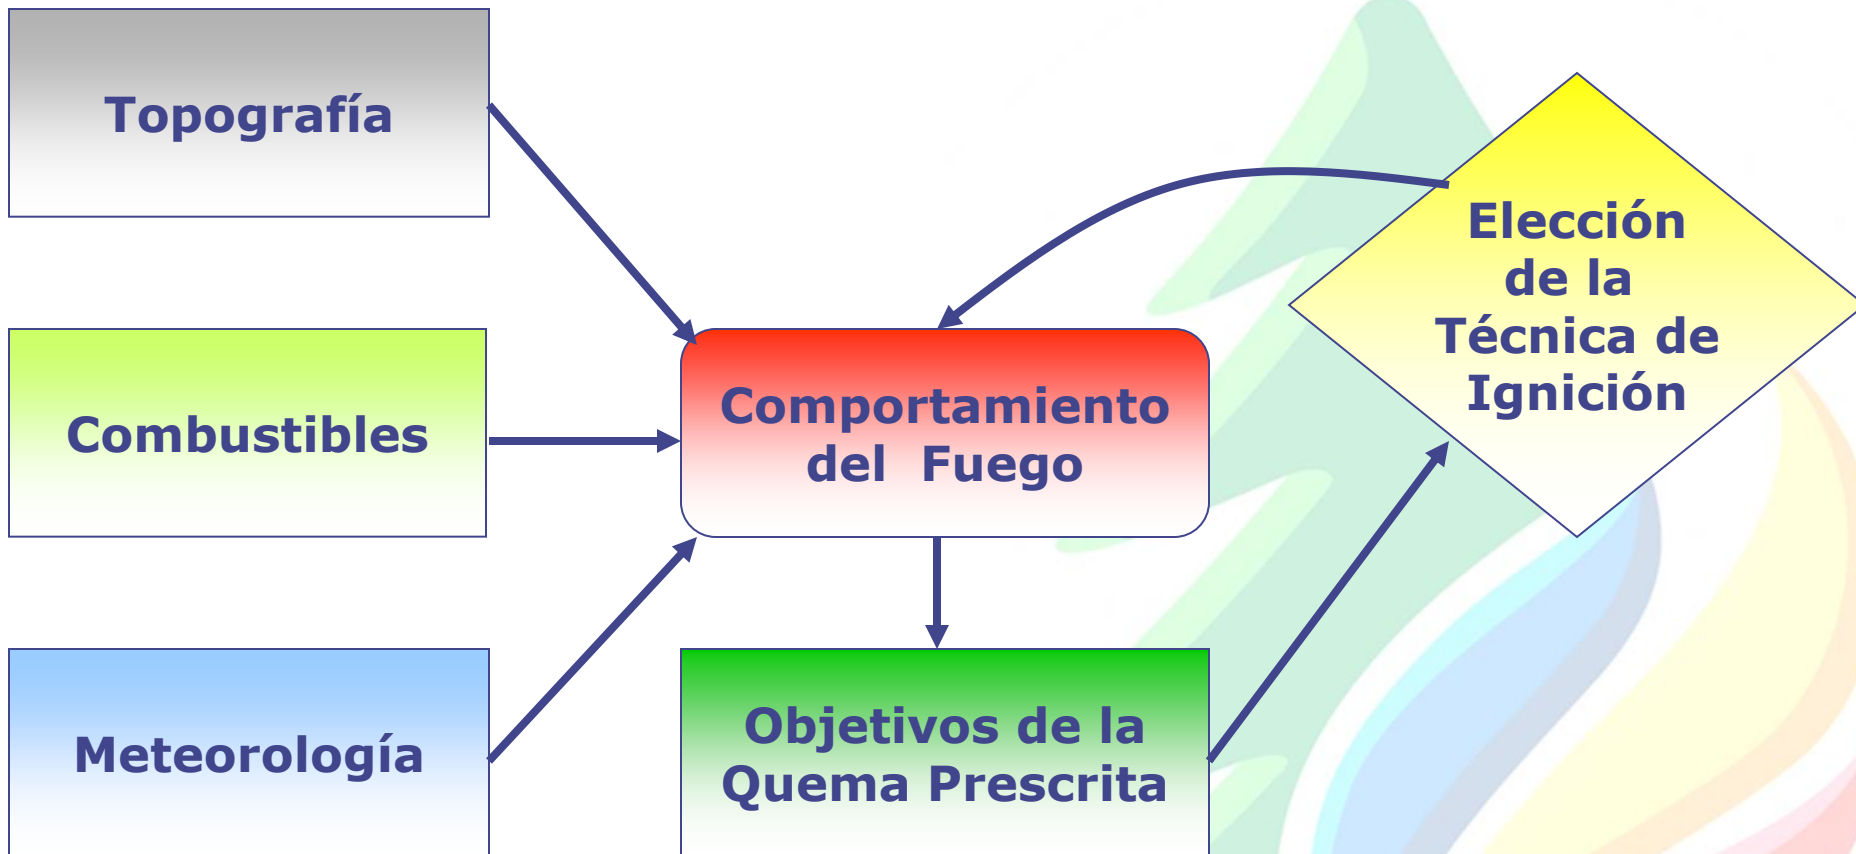 Topografía
Combustibles
Meteorología
Comportamiento
del Fuego
Objetivos de la
Quema Prescrita
Elección
de la
Técnica de
Ignición